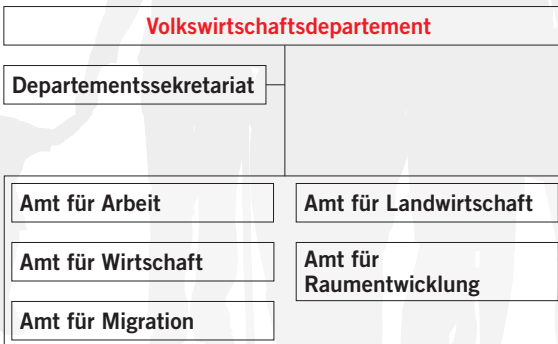 Volkswirtschaftsdepartement
Departementssekretariat
Amt für Arbeit
Amt für Wirtschaft
Amt für Migration
Amt für Landwirtschaft
Amt für
Raumentwicklung